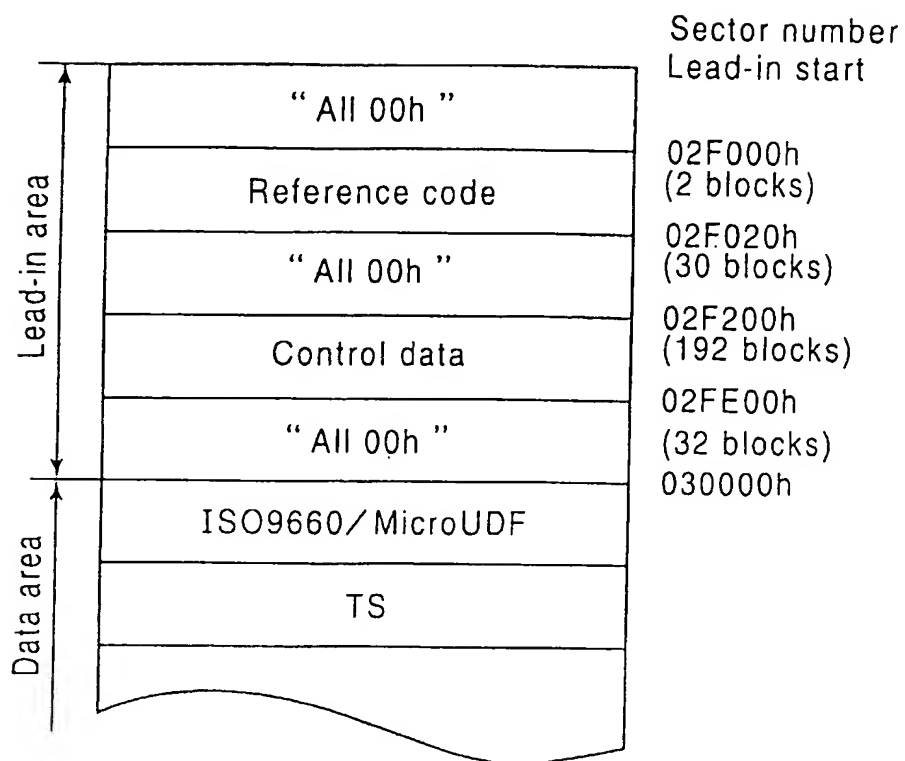 Sector number
Lead-in start
“ All 00h ”
02F000h
(2 blocks)
Reference code
02F020h
(30 blocks)
“ All 00h ”
02F200h
(192 blocks)
Control data
02FE00h
(32 blocks)
“ All 00h ”
030000h
ISO9660/MicroUDF
TS
Lead-in area
Data area